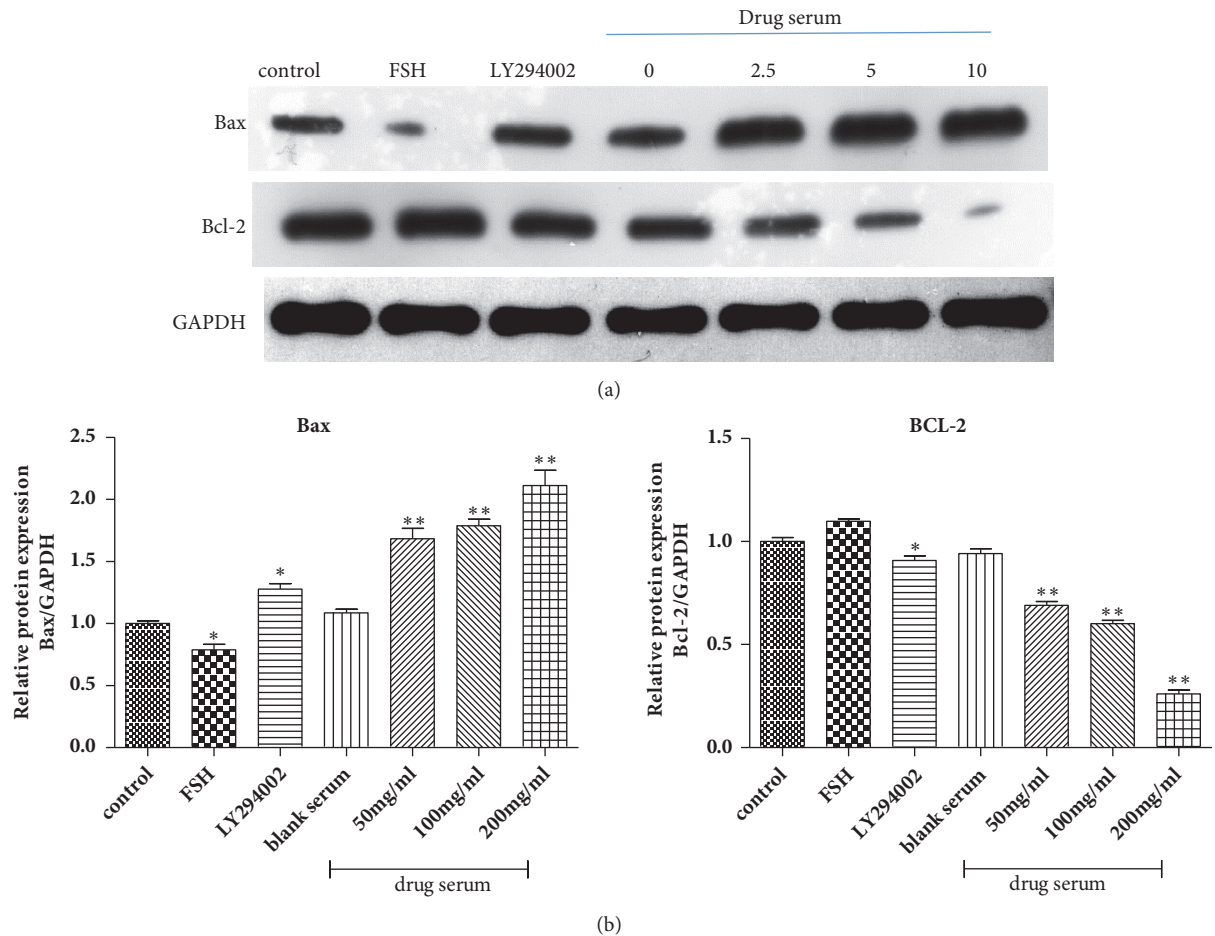 Drug serum
control FSH LY294002 0 2.5 5 10
Bax
Bcl-2
GAPDH
(a)
Bax
Relative protein expression
Bax/GAPDH
2.5
2.0
1.5
1.0
0.5
0.0
* * ** ** **
control FSH LY294002 blank serum 50mg/ml 100mg/ml 200mg/ml
drug serum
BCL-2
Relative protein expression
Bcl-2/GAPDH
1.5
1.0
0.5
0.0
* ** ** **
control FSH LY294002 blank serum 50mg/ml 100mg/ml 200mg/ml
drug serum
(b)